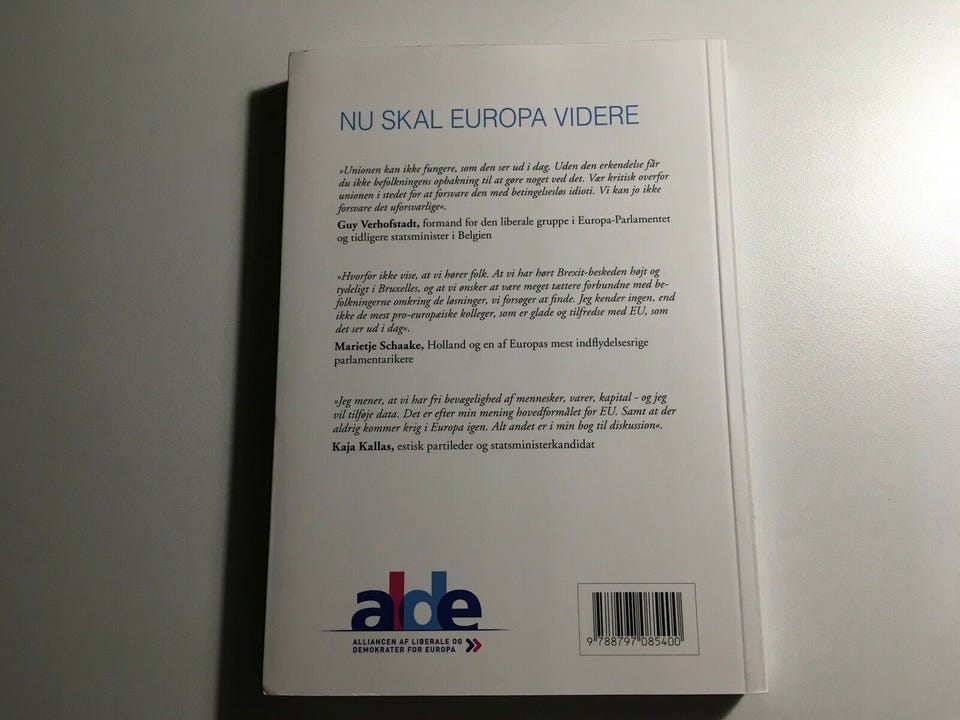 NU SKAL EUROPA VIDERE
»Unionen kan ikke fungere, som den ser ud i dag. Uden den erkendelse får
du ikke befolkningens opbakning til at gøre noget ved det. Vær kritisk overfor
unionen i stedet for at forsvare den med betingelsesløs idioti. Vi kan jo ikke
forsvare det uforsvarlige«.
Guy Verhofstadt, formand for den liberale gruppe i Europa-Parlamentet
og tidligere statsminister i Belgien
»Hvorfor ikke vise, at vi hører folk. At vi har hørt Brexit-beskeden højt og
tydeligt i Bruxelles, og at vi ønsker at være meget tættere forbundne med be-
folkningerne omkring de løsninger, vi forsøger at finde. Jeg kender ingen, end
ikke de mest pro-europæiske kolleger, som er glade og tilfredse med EU, som
det ser ud i dag«.
Marietje Schaake, Holland og en af Europas mest indflydelsesrige
parlamentarikere
»Jeg mener, at vi har fri bevægelighed af mennesker, varer, kapital - og jeg
vil tilføje data. Det er efter min mening hovedformålet for EU. Samt at der
aldrig kommer krig i Europa igen. Alt andet er i min bog til diskussion«.
Kaja Kallas, estisk partileder og statsministerkandidat
alde
ALLIANCEN AF LIBERALE OG
DEMOKRATER FOR EUROPA
9 788797 085400